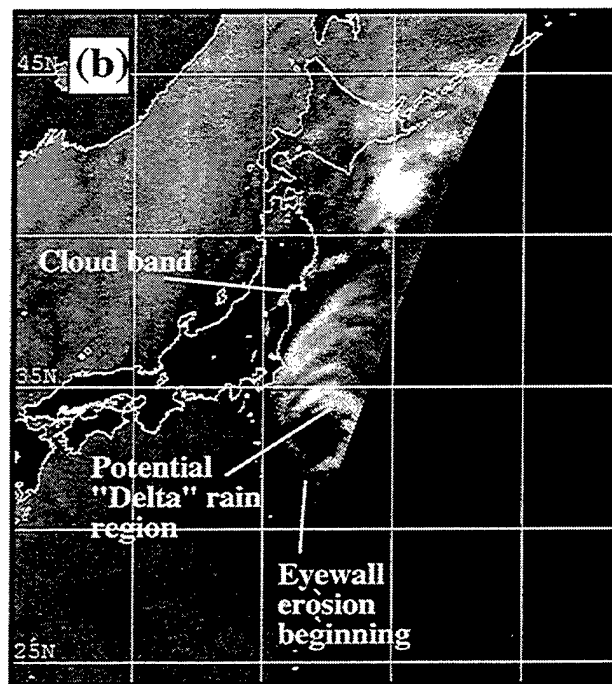 45N
(b)
Cloud band
35N
Potential
"Delta" rain
region
Eyewall
erosion
beginning
25N